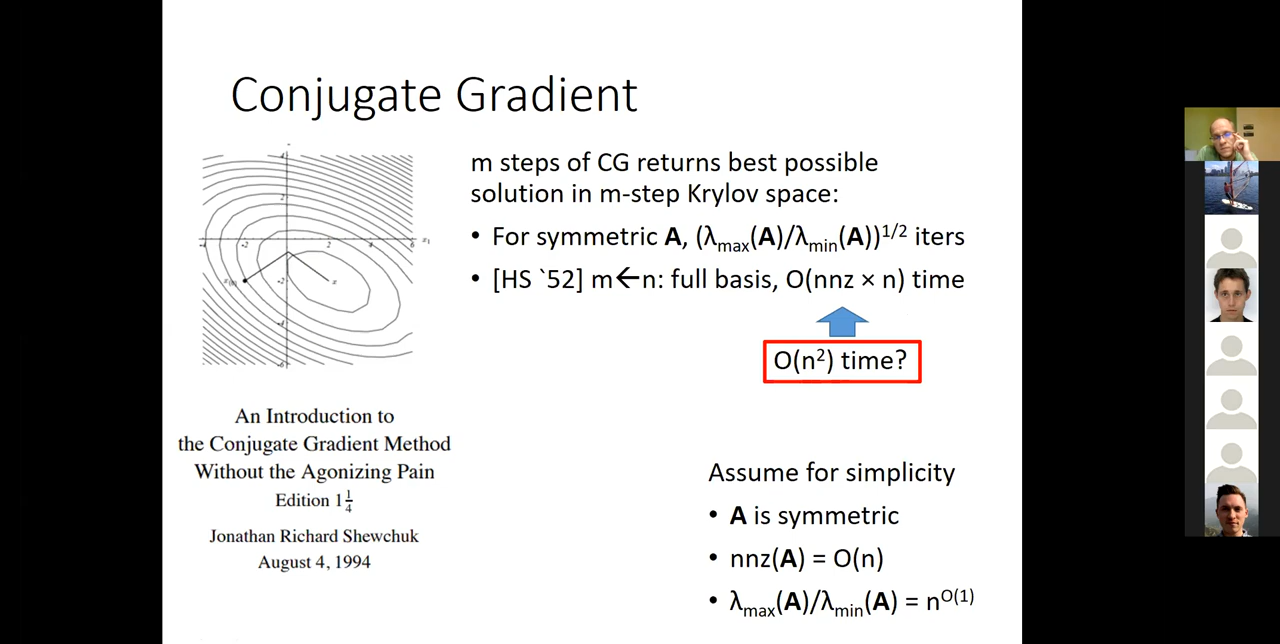 Conjugate Gradient
m steps of CG returns best possible
solution in m-step Krylov space:
• For symmetric A, (λmax(A)/λmin(A))^1/2 iters
• [HS `52] m←n: full basis, O(nnz × n) time
O(n²) time?
An Introduction to
the Conjugate Gradient Method
Without the Agonizing Pain
Edition 1 1/4
Jonathan Richard Shewchuk
August 4, 1994
Assume for simplicity
• A is symmetric
• nnz(A) = O(n)
• λmax(A)/λmin(A) = n^O(1)